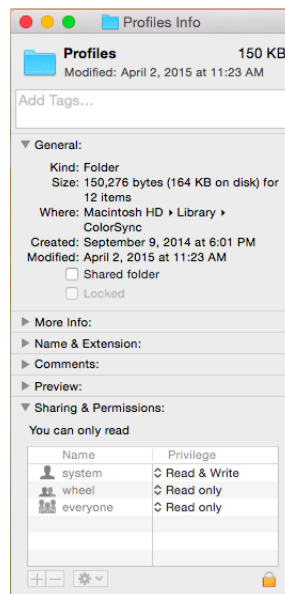 Profiles Info
Profiles 150 KB
Modified: April 2, 2015 at 11:23 AM
Add Tags...
General:
Kind: Folder
Size: 150,276 bytes (164 KB on disk) for
12 items
Where: Macintosh HD ▸ Library ▸
ColorSync
Created: September 9, 2014 at 6:01 PM
Modified: April 2, 2015 at 11:23 AM
Shared folder
Locked
More Info:
Name & Extension:
Comments:
Preview:
Sharing & Permissions:
You can only read
Name Privilege
system Read & Write
wheel Read only
everyone Read only